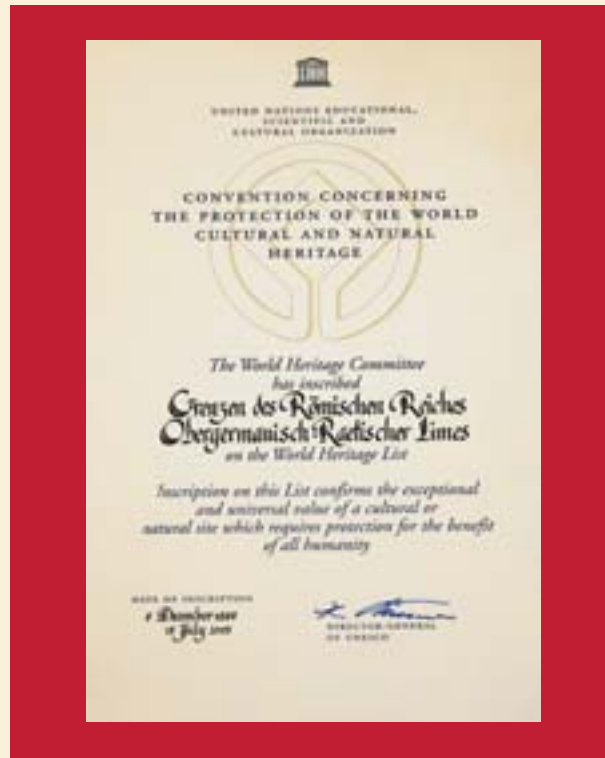 UNITED NATIONS EDUCATIONAL,
SCIENTIFIC AND
CULTURAL ORGANIZATION
CONVENTION CONCERNING
THE PROTECTION OF THE WORLD
CULTURAL AND NATURAL
HERITAGE
The World Heritage Committee
has inscribed
Grenzen des Römischen Reiches
Obergermanisch-Raetischer Limes
on the World Heritage List
Inscription on this List confirms the exceptional
and universal value of a cultural or
natural site which requires protection for the benefit
of all humanity
DATE OF INSCRIPTION
December
July 2005
DIRECTOR-GENERAL
OF UNESCO